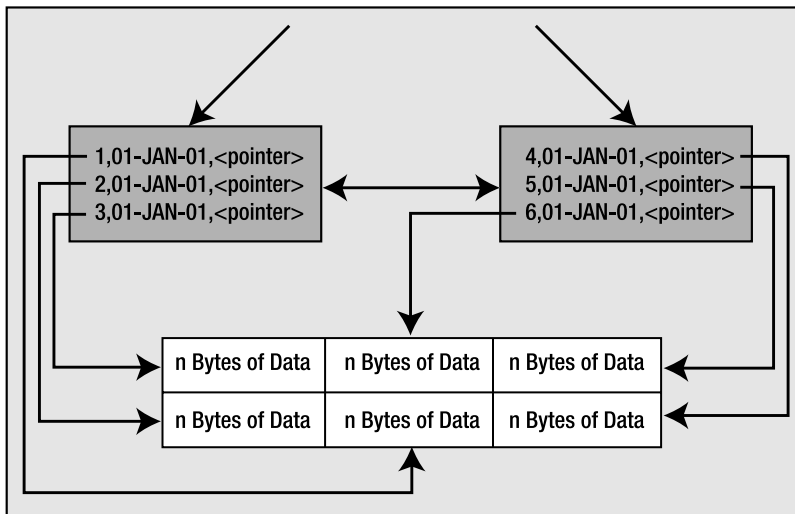 1,01-JAN-01,<pointer>
2,01-JAN-01,<pointer>
3,01-JAN-01,<pointer>
4,01-JAN-01,<pointer>
5,01-JAN-01,<pointer>
6,01-JAN-01,<pointer>
n Bytes of Data n Bytes of Data n Bytes of Data
n Bytes of Data n Bytes of Data n Bytes of Data